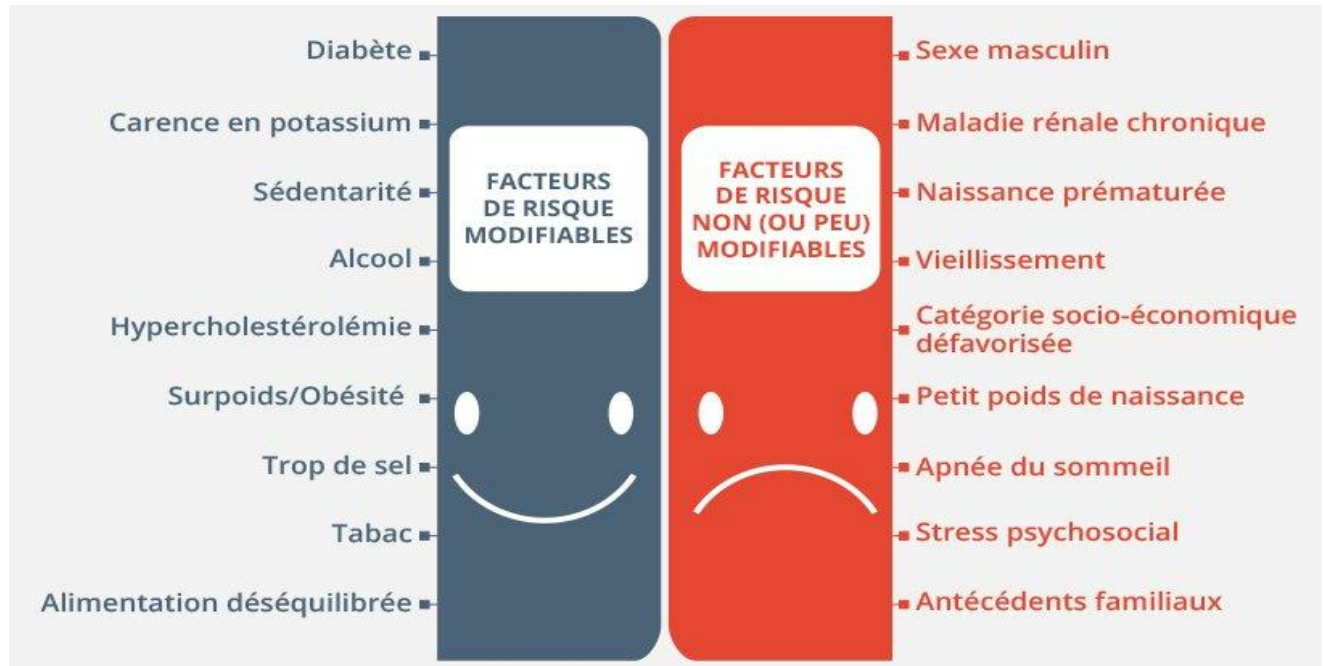 Diabète
Carence en potassium
Sédentarité
Alcool
Hypercholestérolémie
Surpoids/Obésité
Trop de sel
Tabac
Alimentation déséquilibrée
FACTEURS
DE RISQUE
MODIFIABLES
FACTEURS
DE RISQUE
NON (OU PEU)
MODIFIABLES
Sexe masculin
Maladie rénale chronique
Naissance prématurée
Vieillissement
Catégorie socio-économique
défavorisée
Petit poids de naissance
Apnée du sommeil
Stress psychosocial
Antécédents familiaux